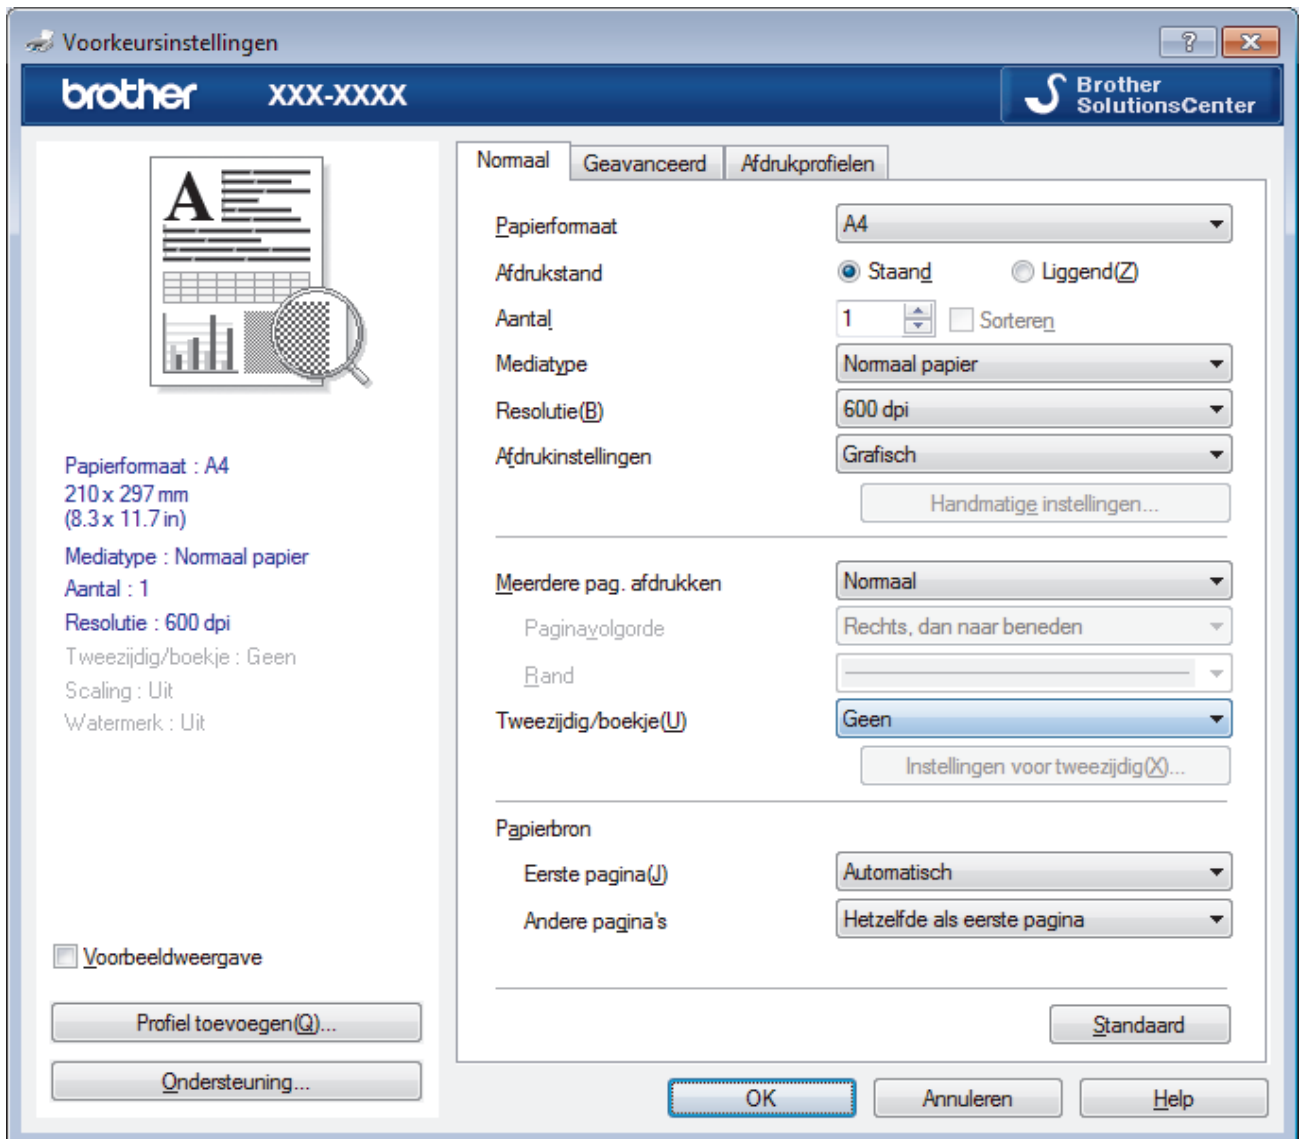 Voorkeursinstellingen
?
brother XXX-XXXX
Brother
SolutionsCenter
A
Papierformaat : A4
210 x 297 mm
(8.3 x 11.7 in)
Mediatype : Normaal papier
Aantal : 1
Resolutie : 600 dpi
Tweezijdig/boekje : Geen
Scaling : Uit
Watermerk : Uit
Voorbeeldweergave
Profiel toevoegen(Q)...
Ondersteuning...
Normaal Geavanceerd Afdrukprofielen
Papierformaat A4
Afdrukstand Staand Liggend(Z)
Aantal 1 Sorteren
Mediatype Normaal papier
Resolutie(B) 600 dpi
Afdrukinstellingen Grafisch
Handmatige instellingen...
Meerdere pag. afdrukken Normaal
Paginavolgorde Rechts, dan naar beneden
Rand
Tweezijdig/boekje(U) Geen
Instellingen voor tweezijdig(X)...
Papierbron
Eerste pagina(J) Automatisch
Andere pagina's Hetzelfde als eerste pagina
Standaard
OK Annuleren Help